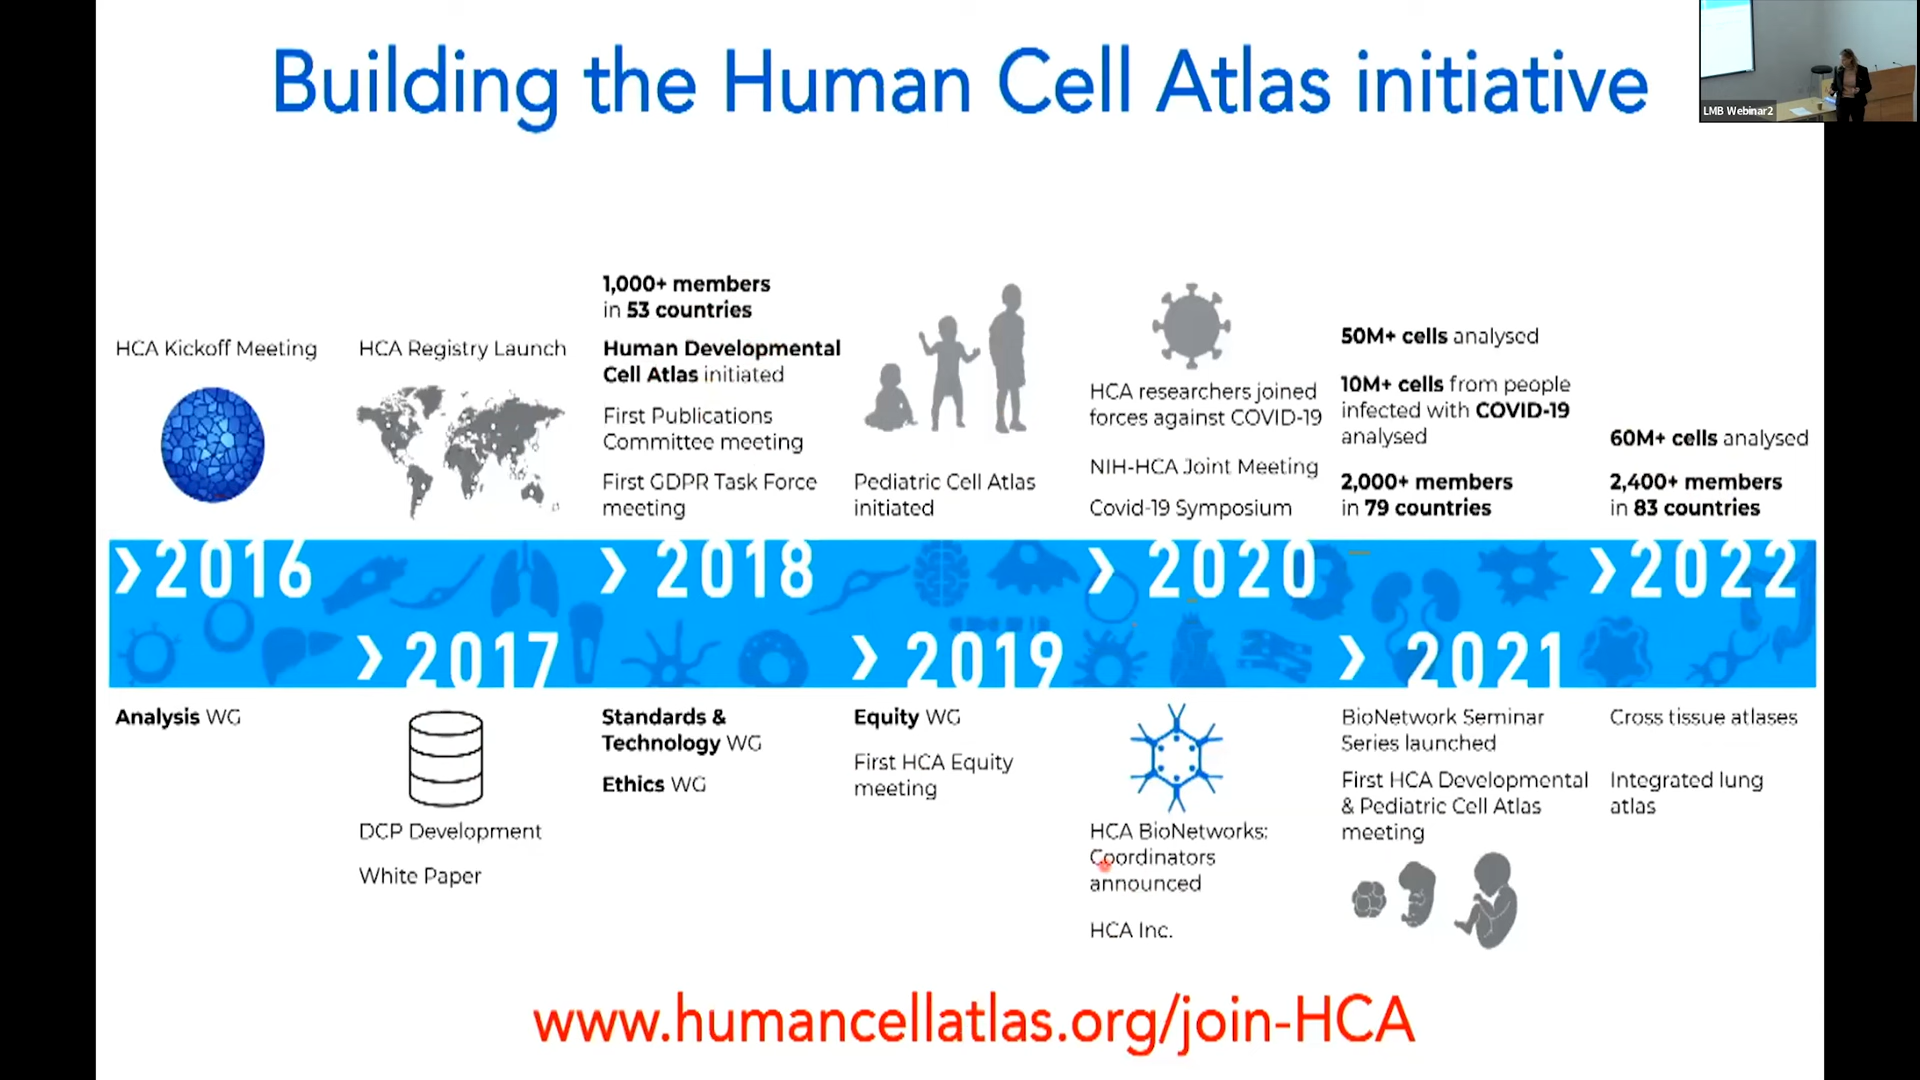 Building the Human Cell Atlas initiative
LMB Webinar2
HCA Kickoff Meeting
HCA Registry Launch
1,000+ members
in 53 countries
Human Developmental
Cell Atlas initiated
First Publications
Committee meeting
First GDPR Task Force
meeting
Pediatric Cell Atlas
initiated
HCA researchers joined
forces against COVID-19
NIH-HCA Joint Meeting
Covid-19 Symposium
50M+ cells analysed
10M+ cells from people
infected with COVID-19
analysed
2,000+ members
in 79 countries
60M+ cells analysed
2,400+ members
in 83 countries
2016
2017
2018
2019
2020
2021
2022
Analysis WG
DCP Development
White Paper
Standards &
Technology WG
Ethics WG
Equity WG
First HCA Equity
meeting
HCA BioNetworks:
Coordinators
announced
HCA Inc.
BioNetwork Seminar
Series launched
First HCA Developmental
& Pediatric Cell Atlas
meeting
Cross tissue atlases
Integrated lung
atlas
www.humancellatlas.org/join-HCA